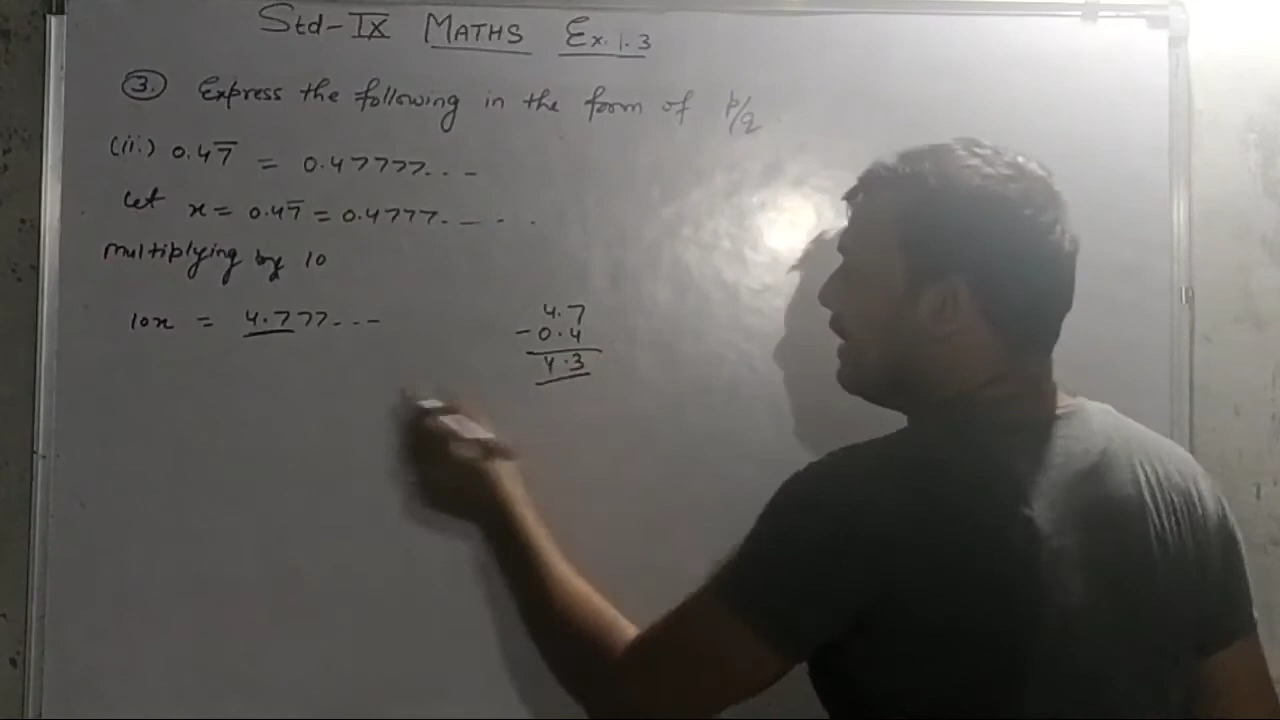 Std-IX MATHS Ex. 1.3
3. Express the following in the form of p/q
(ii.) 0.47̅ = 0.47777...-
Let x = 0.47̅ = 0.4777.-- - .
Multiplying by 10
10x = 4.777---
4.7
-0.4
4.3